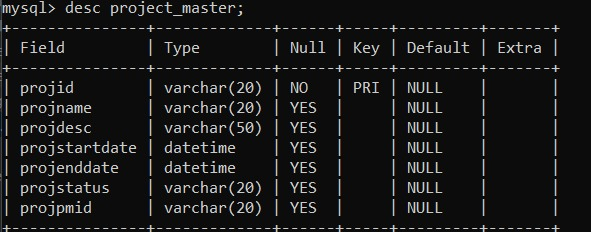 mysql> desc project_master;
+---------------+-------------+------+-----+---------+-------+
| Field         | Type        | Null | Key | Default | Extra |
+---------------+-------------+------+-----+---------+-------+
| projid        | varchar(20) | NO   | PRI | NULL    |       |
| projname      | varchar(20) | YES  |     | NULL    |       |
| projdesc      | varchar(50) | YES  |     | NULL    |       |
| projstartdate | datetime    | YES  |     | NULL    |       |
| projenddate   | datetime    | YES  |     | NULL    |       |
| projstatus    | varchar(20) | YES  |     | NULL    |       |
| projpmid      | varchar(20) | YES  |     | NULL    |       |
+---------------+-------------+------+-----+---------+-------+